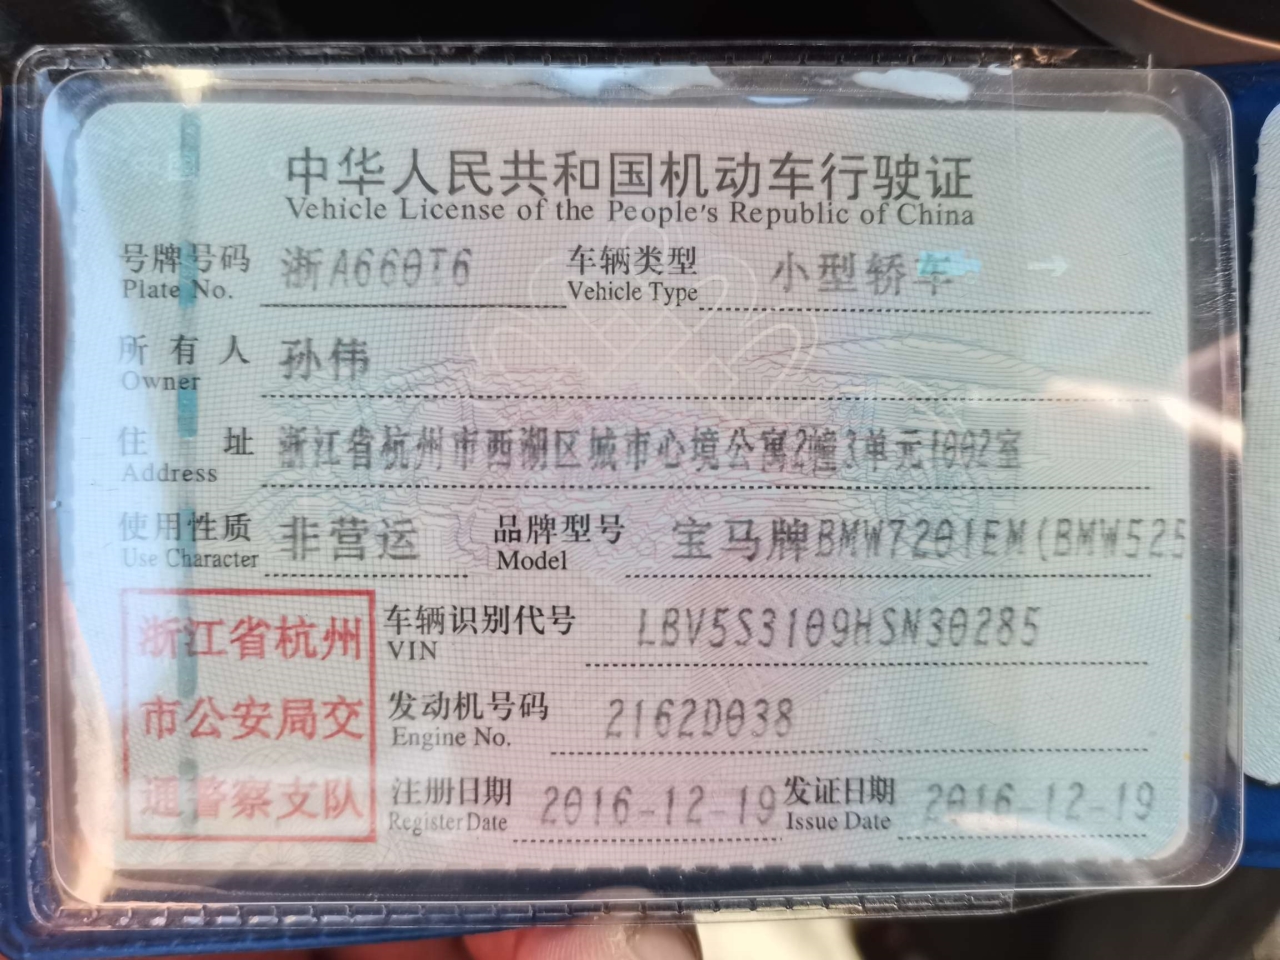 中华人民共和国机动车行驶证
Vehicle License of the People's Republic of China
号牌号码 浙A660T6 车辆类型 小型轿车
Plate No. Vehicle Type
所有人 孙伟
Owner
住址 浙江省杭州市西湖区城市心境公寓2幢3单元1002室
Address
使用性质 非营运 品牌型号 宝马牌BMW7201EM(BMW525
Use Character Model
浙江省杭州
市公安局交
通警察支队
车辆识别代号 LBV5S3109HSN30285
VIN
发动机号码 2162D038
Engine No.
注册日期 2016-12-19 发证日期 2016-12-19
Register Date Issue Date